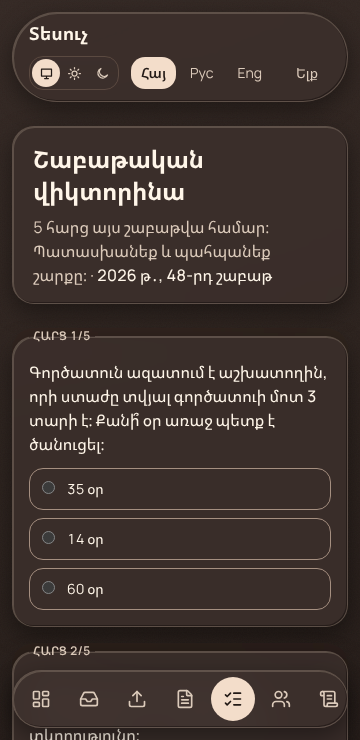 Տեսուչ
Հայ Рус Eng Ելք
Շաբաթական
վիկտորինա
5 հարց այս շաբաթվա համար։
Պատասխանեք և պահպանեք
շարքը։ · 2026 թ., 48-րդ շաբաթ
ՀԱՐՑ 1/5
Գործատուն ազատում է աշխատողին,
որի ստաժը տվյալ գործատուի մոտ 3
տարի է։ Քանի՞ օր առաջ պետք է
ծանուցել։
35 օր
14 օր
60 օր
ՀԱՐՑ 2/5